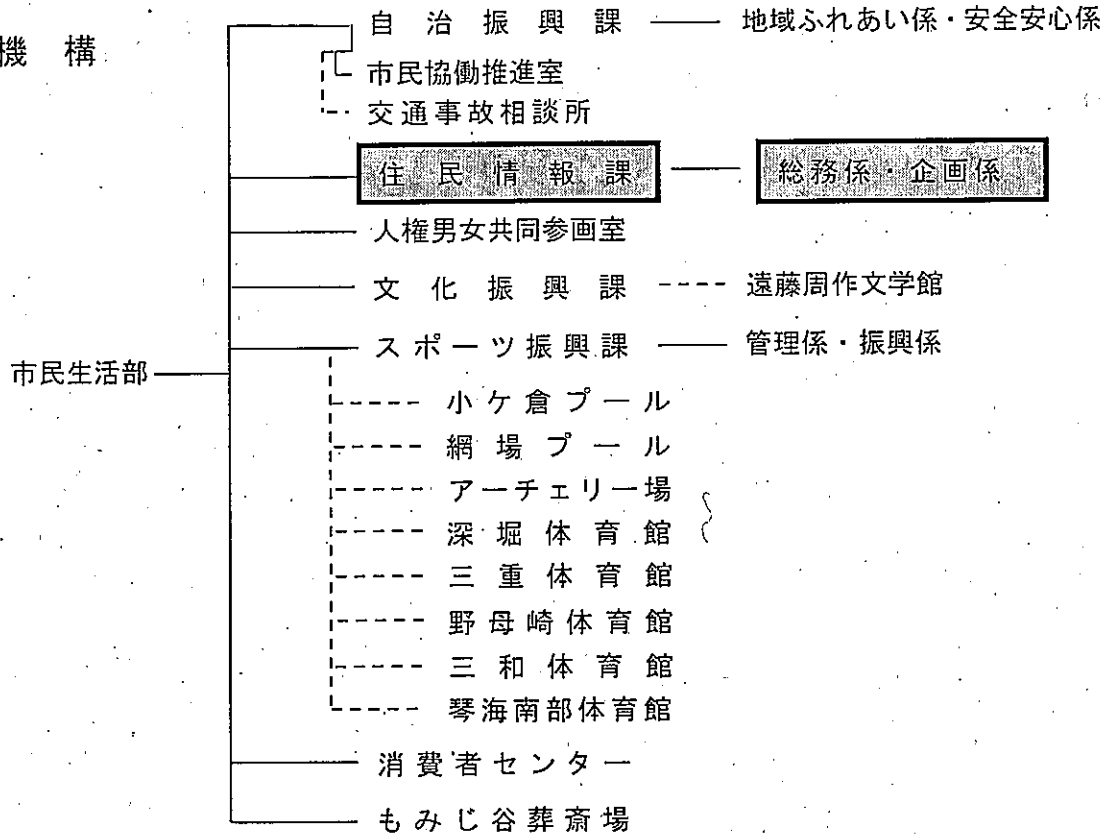 機構
自治振興課 地域ふれあい係・安全安心係
市民協働推進室
交通事故相談所
住民情報課 総務係・企画係
人権男女共同参画室
文化振興課 遠藤周作文学館
スポーツ振興課 管理係・振興係
市民生活部
小ケ倉プール
網場プール
アーチェリー場
深堀体育館
三重体育館
野母崎体育館
三和体育館
琴海南部体育館
消費者センター
もみじ谷葬斎場